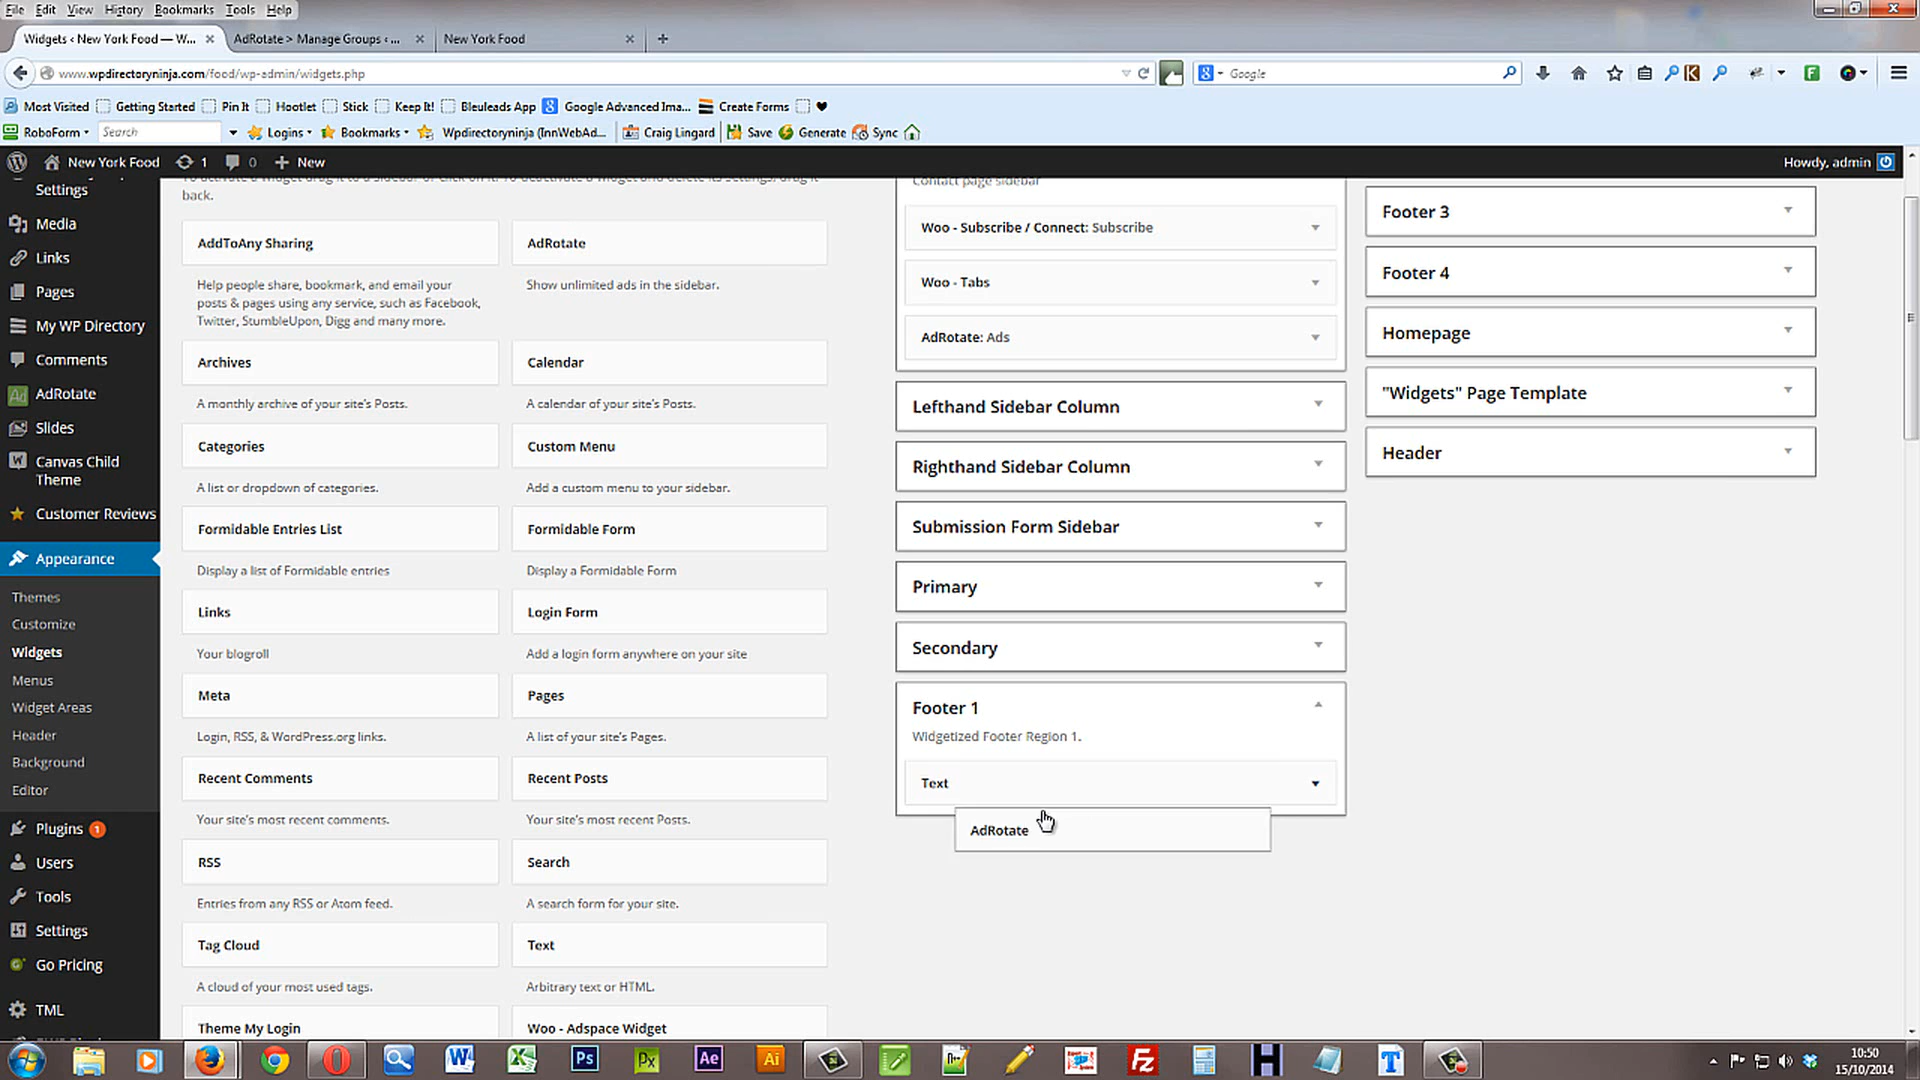 File Edit View History Bookmarks Tools Help
Widgets ‹ New York Food — W...
AdRotate > Manage Groups ‹ ...
New York Food
www.wpdirectoryninja.com/food/wp-admin/widgets.php
Google
Most Visited Getting Started Pin It Hootlet Stick Keep It! Bleuleads App Google Advanced Ima... Create Forms
RoboForm Search Logins Bookmarks Wpdirectoryninja (InnWebAd... Craig Lingard Save Generate Sync
New York Food 1 0 New
Howdy, admin
Settings
Media
Links
Pages
My WP Directory
Comments
AdRotate
Slides
Canvas Child
Theme
Customer Reviews
Appearance
Themes
Customize
Widgets
Menus
Widget Areas
Header
Background
Editor
Plugins 1
Users
Tools
Settings
Go Pricing
TML
To activate a widget drag it to a sidebar or click on it. To deactivate a widget and delete its settings, drag it
back.
AddToAny Sharing
Help people share, bookmark, and email your
posts & pages using any service, such as Facebook,
Twitter, StumbleUpon, Digg and many more.
AdRotate
Show unlimited ads in the sidebar.
Archives
A monthly archive of your site's Posts.
Calendar
A calendar of your site's Posts.
Categories
A list or dropdown of categories.
Custom Menu
Add a custom menu to your sidebar.
Formidable Entries List
Display a list of Formidable entries
Formidable Form
Display a Formidable Form
Links
Your blogroll
Login Form
Add a login form anywhere on your site
Meta
Login, RSS, & WordPress.org links.
Pages
A list of your site's Pages.
Recent Comments
Your site's most recent comments.
Recent Posts
Your site's most recent Posts.
RSS
Entries from any RSS or Atom feed.
Search
A search form for your site.
Tag Cloud
A cloud of your most used tags.
Text
Arbitrary text or HTML.
Theme My Login
Woo - Adspace Widget
Contact page sidebar
Woo - Subscribe / Connect: Subscribe
Woo - Tabs
AdRotate: Ads
Lefthand Sidebar Column
Righthand Sidebar Column
Submission Form Sidebar
Primary
Secondary
Footer 1
Widgetized Footer Region 1.
Text
AdRotate
Footer 3
Footer 4
Homepage
"Widgets" Page Template
Header
10:50
15/10/2014